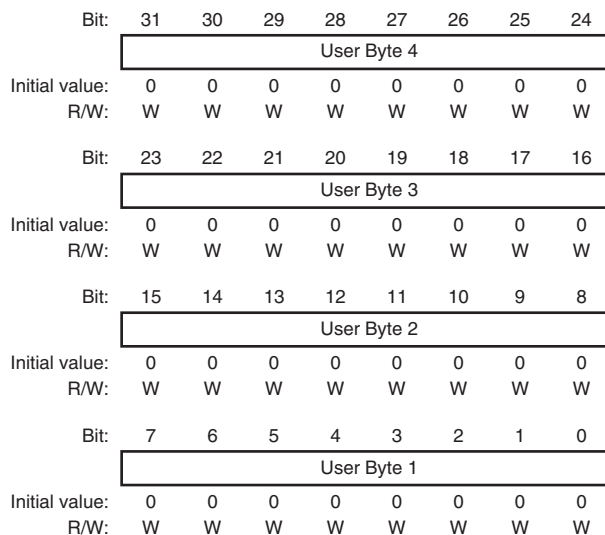 Bit: 31 30 29 28 27 26 25 24
User Byte 4
Initial value: 0 0 0 0 0 0 0 0
R/W: W W W W W W W W
Bit: 23 22 21 20 19 18 17 16
User Byte 3
Initial value: 0 0 0 0 0 0 0 0
R/W: W W W W W W W W
Bit: 15 14 13 12 11 10 9 8
User Byte 2
Initial value: 0 0 0 0 0 0 0 0
R/W: W W W W W W W W
Bit: 7 6 5 4 3 2 1 0
User Byte 1
Initial value: 0 0 0 0 0 0 0 0
R/W: W W W W W W W W